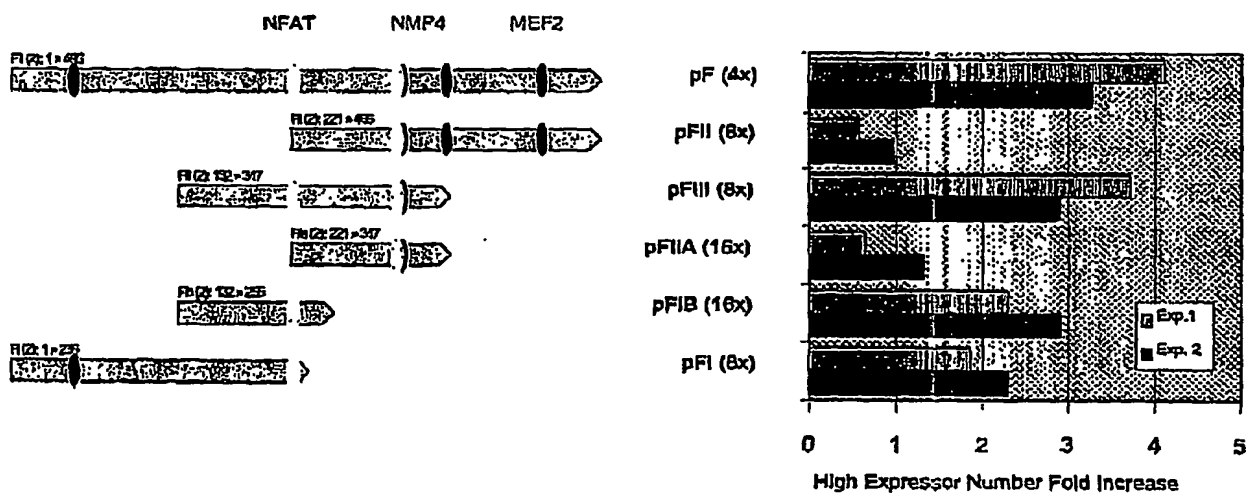 NFAT NMP4 MEF2
pF (4x)
pFII (8x)
pFIII (8x)
pFIIA (16x)
pFIB (16x)
pFI (8x)
Exp.1
Exp. 2
0 1 2 3 4 5
High Expressor Number Fold Increase